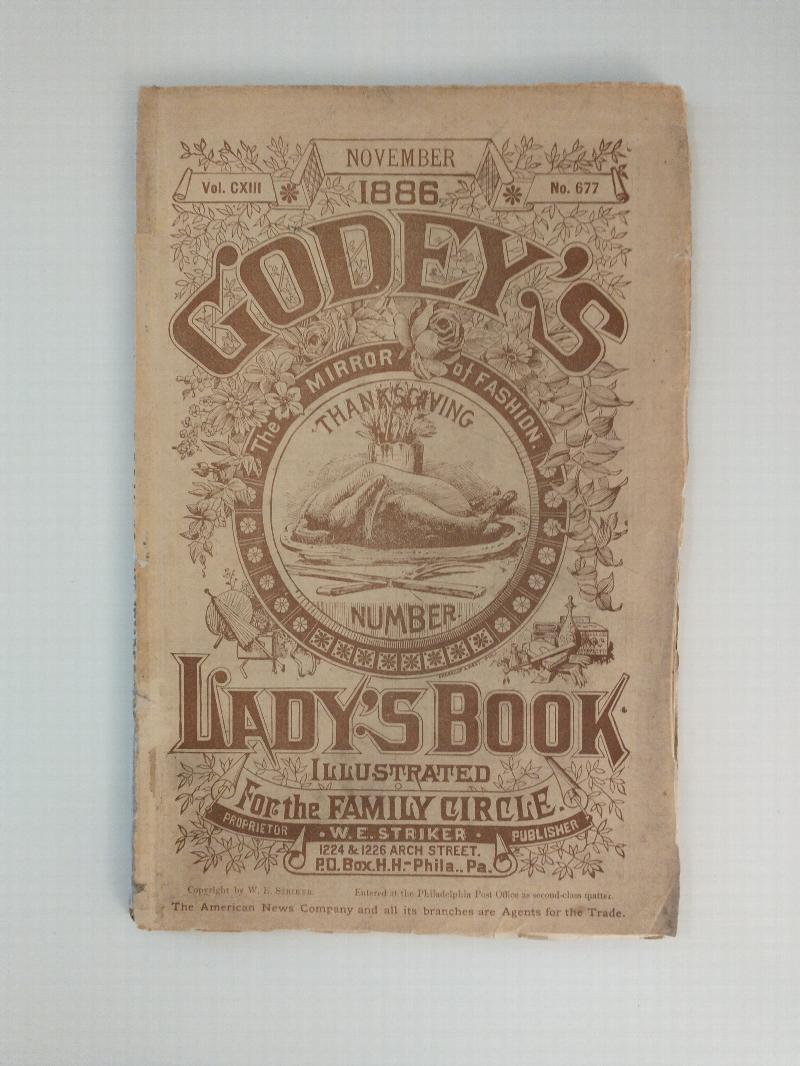 NOVEMBER
Vol. CXIII
1886
No. 677
GODEY'S
The MIRROR of FASHION.
THANKSGIVING
NUMBER.
LADY'S BOOK
ILLUSTRATED
For the FAMILY CIRCLE.
PROPRIETOR · W. E. STRIKER · PUBLISHER
1224 & 1226 ARCH STREET.
P.O. Box. H.H.-Phila., Pa.
Copyright by W. E. STRIKER. Entered at the Philadelphia Post Office as second-class matter.
The American News Company and all its branches are Agents for the Trade.